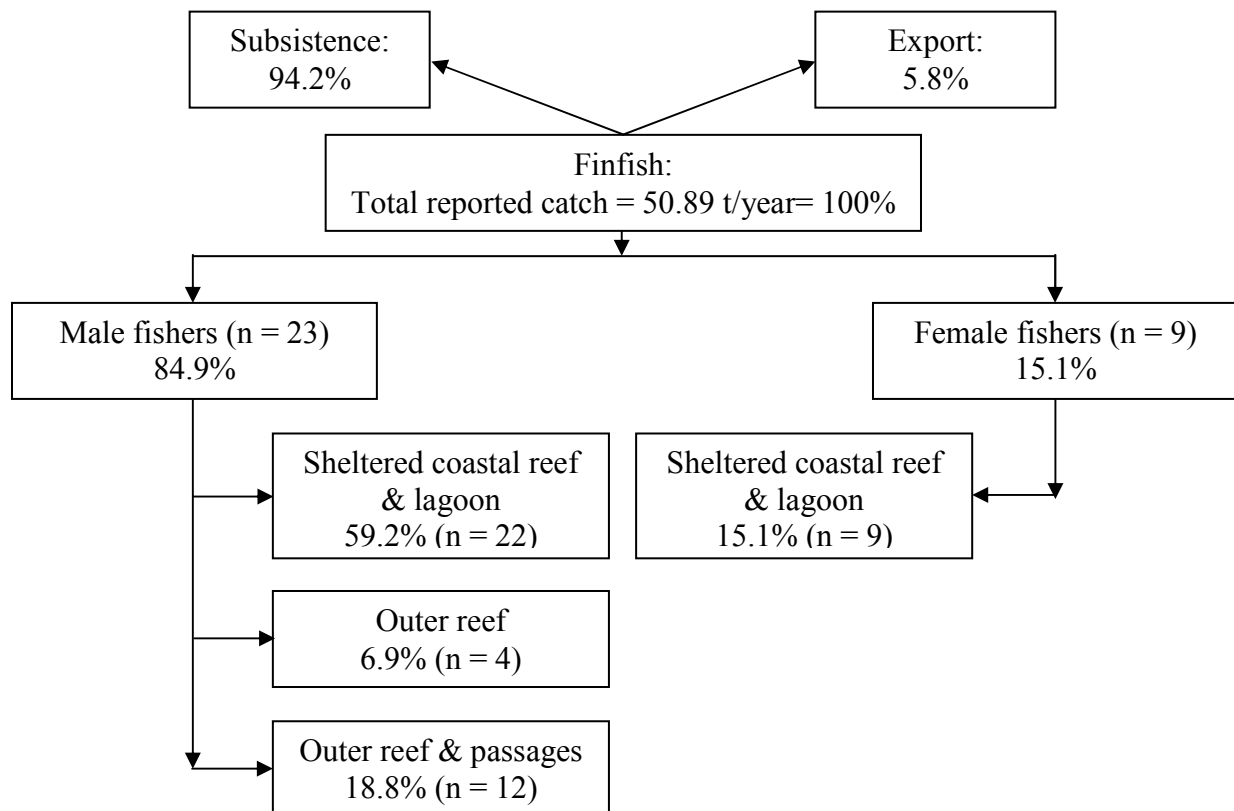 Subsistence:
94.2%
Export:
5.8%
Finfish:
Total reported catch = 50.89 t/year= 100%
Male fishers (n = 23)
84.9%
Female fishers (n = 9)
15.1%
Sheltered coastal reef
& lagoon
59.2% (n = 22)
Sheltered coastal reef
& lagoon
15.1% (n = 9)
Outer reef
6.9% (n = 4)
Outer reef & passages
18.8% (n = 12)